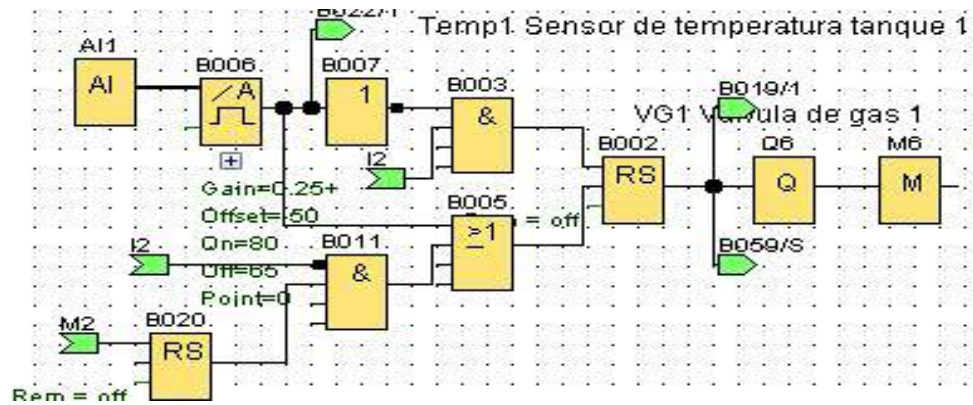 B022/1
Temp1 Sensor de temperatura tanque 1
AI1
AI
B006
A
B007
1
B003
&
I2
B019/1
VG1 Valvula de gas 1
B002
RS
Q6
Q
M6
M
Gain=0.25+
Offset=-50
On=80
Off=65
Point=0
B005
≥1
= off
I2
B011
&
B059/S
M2
B020
RS
Rem = off